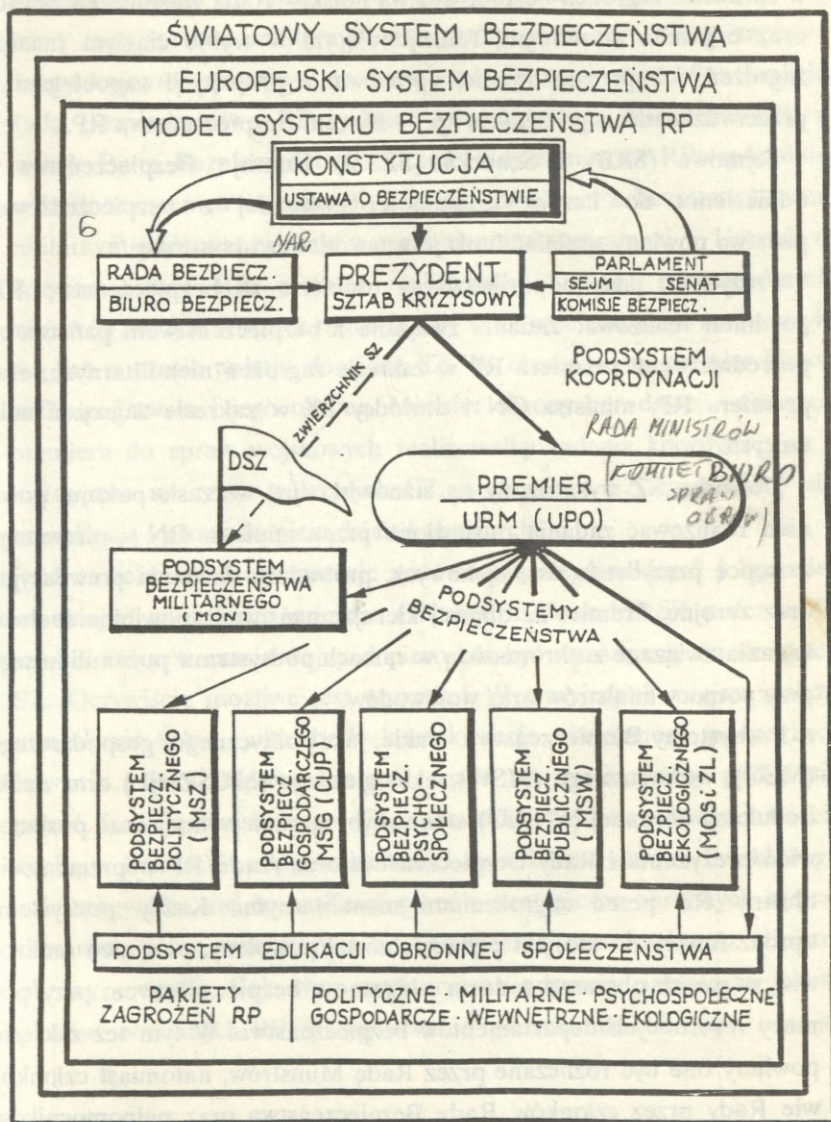 ŚWIATOWY SYSTEM BEZPIECZEŃSTWA
EUROPEJSKI SYSTEM BEZPIECZEŃSTWA
MODEL SYSTEMU BEZPIECZEŃSTWA RP
KONSTYTUCJA
USTAWA O BEZPIECZEŃSTWIE
6
NAR.
RADA BEZPIECZ.
BIURO BEZPIECZ.
PREZYDENT
SZTAB KRYZYSOWY
PARLAMENT
SEJM SENAT
KOMISJE BEZPIECZ.
PODSYSTEM
KOORDYNACJI
ZWIERZCHNIK SZ
DSZ
RADA MINISTRÓW
KOMITET BIURO
SPRAW
OBRON
PREMIER
URM (UPO)
PODSYSTEM
BEZPIECZEŃSTWA
MILITARNEGO
(MON)
PODSYSTEMY
BEZPIECZEŃSTWA
PODSYSTEM
BEZPIECZ.
POLITYCZNEGO
(MSZ)
PODSYSTEM
BEZPIECZ.
GOSPODARCZEGO
MSG (CUP)
PODSYSTEM
BEZPIECZ.
PSYCHO.
SPOŁECZNEGO
PODSYSTEM
BEZPIECZ.
PUBLICZNEGO
MSW
PODSYSTEM
BEZPIECZ.
EKOLOGICZNEGO
(MOŚ.i ZL.)
PODSYSTEM EDUKACJI OBRONNEJ SPOŁECZEŃSTWA
PAKIETY
ZAGROŻEŃ RP
POLITYCZNE · MILITARNE · PSYCHOSPOŁECZNE
GOSPODARCZE · WEWNĘTRZNE · EKOLOGICZNE